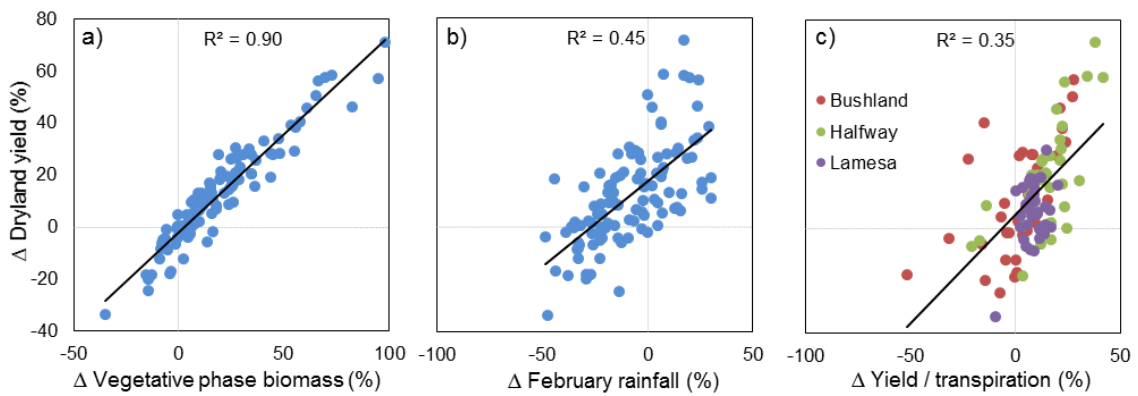 a)
R² = 0.90
Δ Dryland yield (%)
80
60
40
20
0
-20
-40
-50
0
50
100
Δ Vegetative phase biomass (%)
b)
R² = 0.45
-100
-50
0
50
Δ February rainfall (%)
c)
R² = 0.35
Bushland
Halfway
Lamesa
-100
-50
0
50
Δ Yield / transpiration (%)